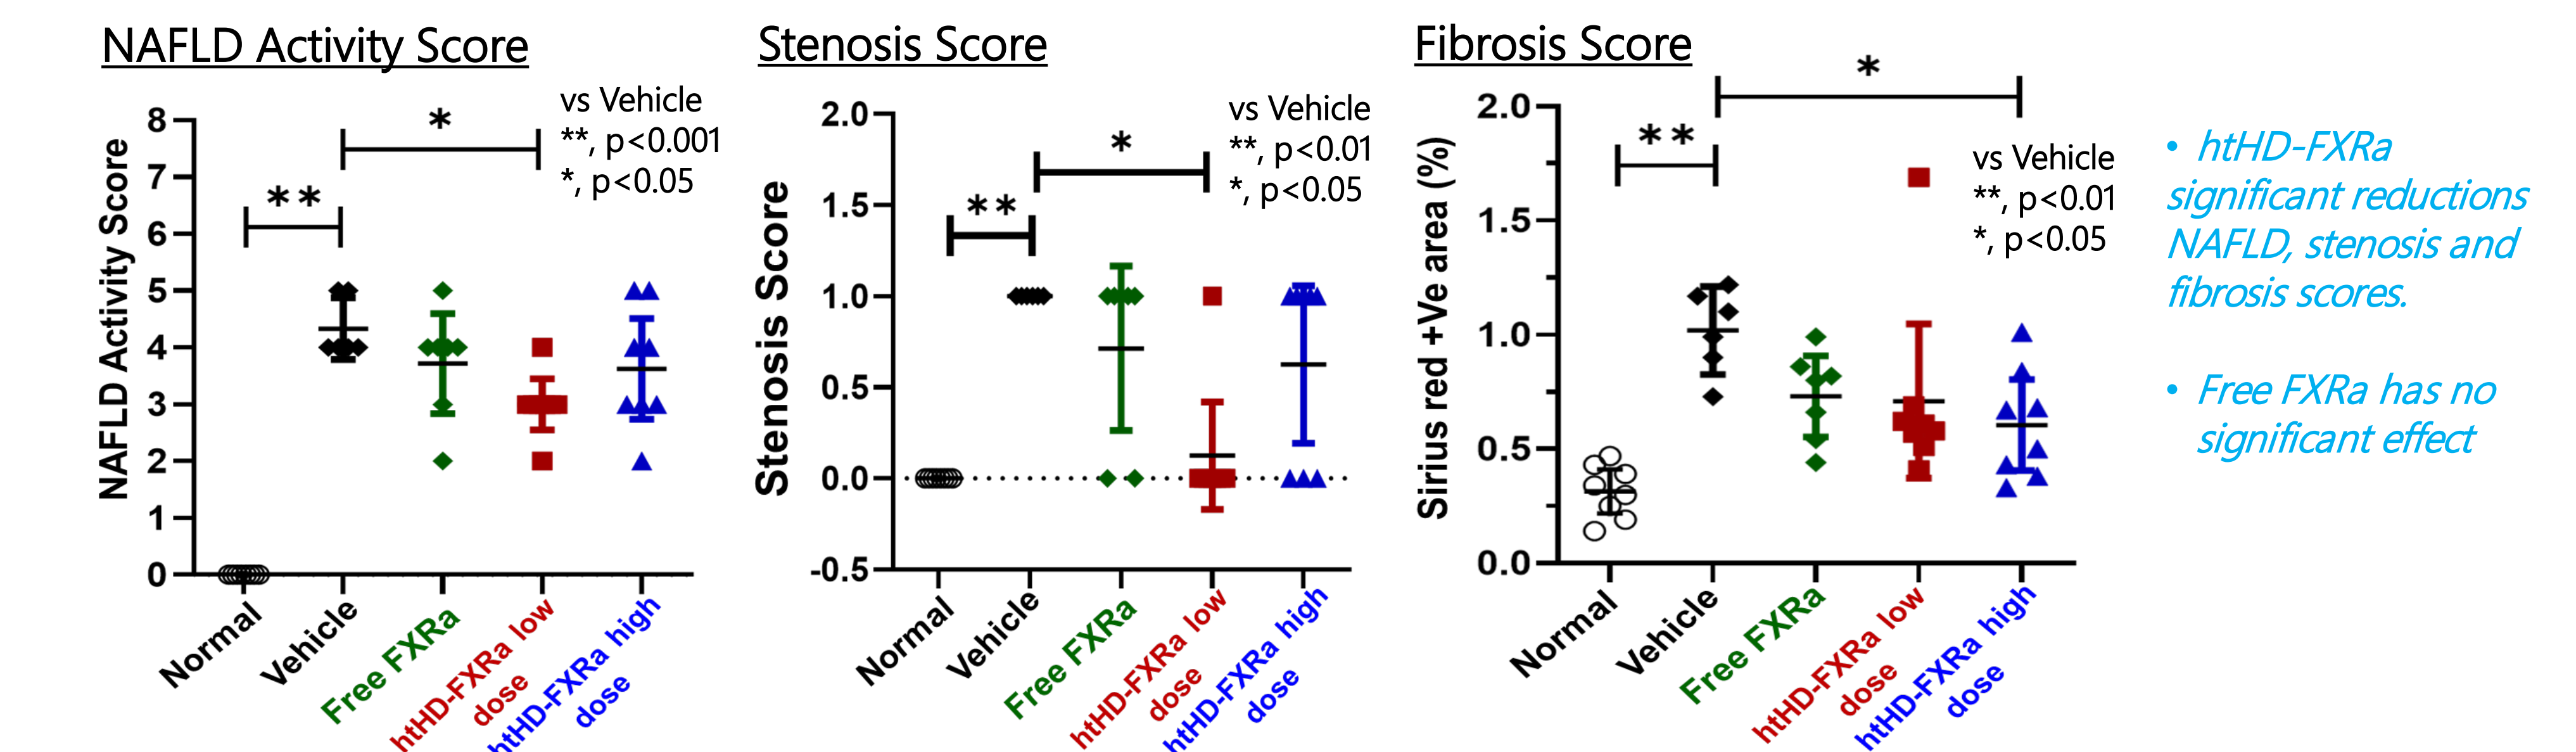 NAFLD Activity Score
NAFLD Activity Score
8
7
6
5
4
3
2
1
0
**
*
vs Vehicle
**, p<0.001
*, p<0.05
Normal
Vehicle
Free FXRa
htHD-FXRa low
dose
htHD-FXRa high
dose
Stenosis Score
Stenosis Score
2.0
1.5
1.0
0.5
0.0
-0.5
**
*
vs Vehicle
**, p<0.01
*, p<0.05
Normal
Vehicle
Free FXRa
htHD-FXRa low
dose
htHD-FXRa high
dose
Fibrosis Score
Sirius red +Ve area (%)
2.0
1.5
1.0
0.5
0.0
**
*
vs Vehicle
**, p<0.01
*, p<0.05
Normal
Vehicle
Free FXRa
htHD-FXRa low
dose
htHD-FXRa high
dose
• htHD-FXRa
significant reductions
NAFLD, stenosis and
fibrosis scores.
• Free FXRa has no
significant effect